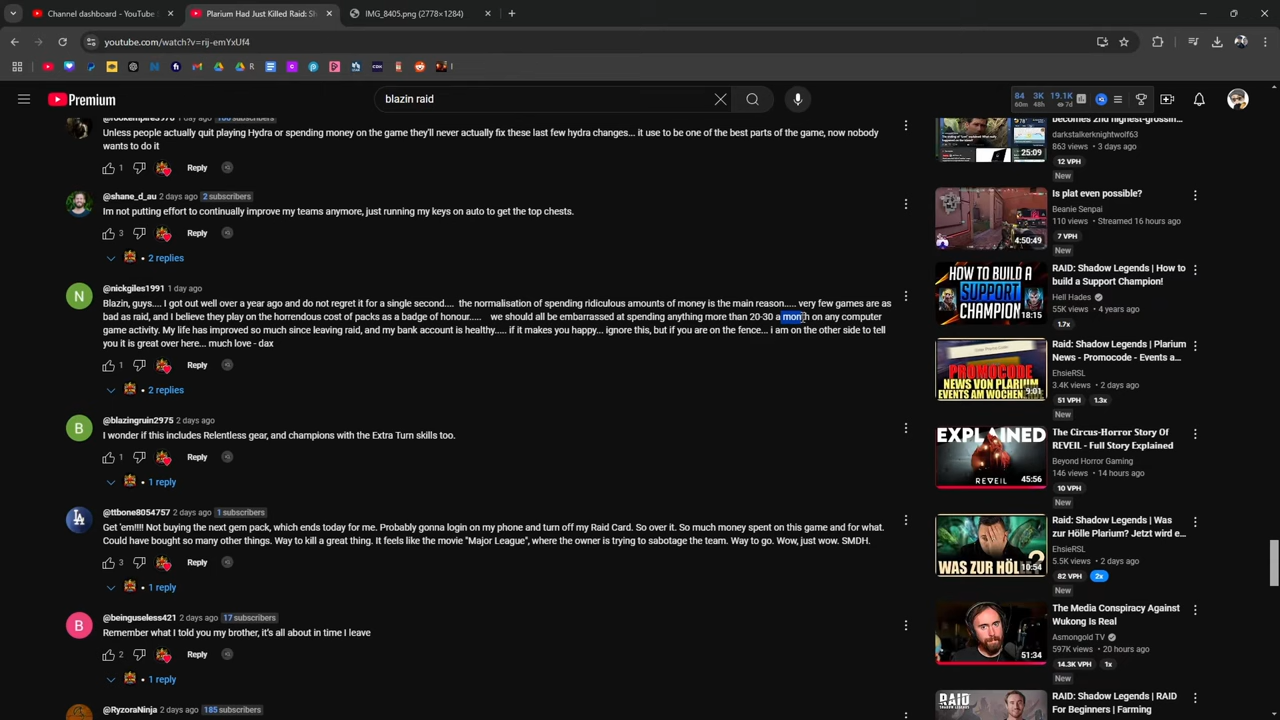 Channel dashboard - YouTube S
Plarium Had Just Killed Raid: Sh
IMG_8405.png (2778×1284)
youtube.com/watch?v=rij-emYxUf4
Premium
blazin raid
84 3K 19.1K
60m 48h 7d
Unless people actually quit playing Hydra or spending money on the game they'll never actually fix these last few hydra changes... it use to be one of the best parts of the game, now nobody
wants to do it
1 Reply
@shane_d_au 2 days ago 2 subscribers
Im not putting effort to continually improve my teams anymore, just running my keys on auto to get the top chests.
3 Reply
2 replies
N
@nickgiles1991 1 day ago
Blazin, guys.... I got out well over a year ago and do not regret it for a single second.... the normalisation of spending ridiculous amounts of money is the main reason..... very few games are as
bad as raid, and I believe they play on the horrendous cost of packs as a badge of honour..... we should all be embarrassed at spending anything more than 20-30 a month on any computer
game activity. My life has improved so much since leaving raid, and my bank account is healthy..... if it makes you happy... ignore this, but if you are on the fence... i am on the other side to tell
you it is great over here... much love - dax
1 Reply
2 replies
B
@blazingruin2975 2 days ago
I wonder if this includes Relentless gear, and champions with the Extra Turn skills too.
1 Reply
1 reply
LA
@ttbone8054757 2 days ago 1 subscribers
Get 'em!!!! Not buying the next gem pack, which ends today for me. Probably gonna login on my phone and turn off my Raid Card. So over it. So much money spent on this game and for what.
Could have bought so many other things. Way to kill a great thing. It feels like the movie "Major League", where the owner is trying to sabotage the team. Way to go. Wow, just wow. SMDH.
3 Reply
1 reply
B
@beinguseless421 2 days ago 17 subscribers
Remember what I told you my brother, it's all about in time I leave
2 Reply
1 reply
@RyzoraNinja 2 days ago 185 subscribers
becomes 2nd highest-grossin...
darkstalkerknightwolf63
863 views • 3 days ago
12 VPH
New
25:09
Is plat even possible?
Beanie Senpai
110 views • Streamed 16 hours ago
7 VPH
New
4:50:49
HOW TO BUILD A
SUPPORT
CHAMPION
18:15
RAID: Shadow Legends | How to
build a Support Champion!
Hell Hades
55K views • 4 years ago
1.7x
PROMOCODE
NEWS VON PLARIUM
EVENTS AM WOCHENENDE
9:01
Raid: Shadow Legends | Plarium
News - Promocode - Events a...
EhsieRSL
3.4K views • 2 days ago
51 VPH 1.3x
New
EXPLAINED
REVEIL
45:56
The Circus-Horror Story Of
REVEIL - Full Story Explained
Beyond Horror Gaming
146 views • 14 hours ago
10 VPH
New
WAS ZUR HÖL
10:54
Raid: Shadow Legends | Was
zur Hölle Plarium? Jetzt wird e...
EhsieRSL
5.5K views • 2 days ago
82 VPH 2x
New
51:34
The Media Conspiracy Against
Wukong Is Real
Asmongold TV
597K views • 20 hours ago
14.3K VPH 1x
New
RAID
RAID: Shadow Legends | RAID
For Beginners | Farming